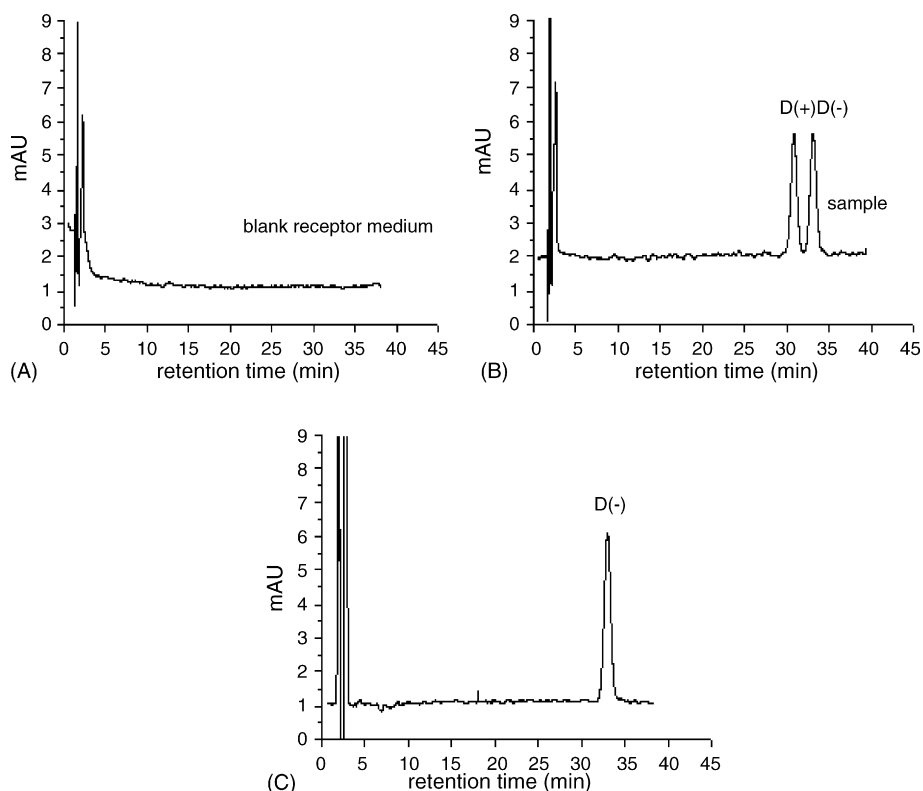 9
8
7
6
5
4
3
2
1
0
mAU
blank receptor medium
0 5 10 15 20 25 30 35 40 45
(A) retention time (min)
9
8
7
6
5
4
3
2
1
0
mAU
D(+)D(-)
sample
0 5 10 15 20 25 30 35 40 45
(B) retention time (min)
9
8
7
6
5
4
3
2
1
0
mAU
D(-)
0 5 10 15 20 25 30 35 40 45
(C) retention time (min)